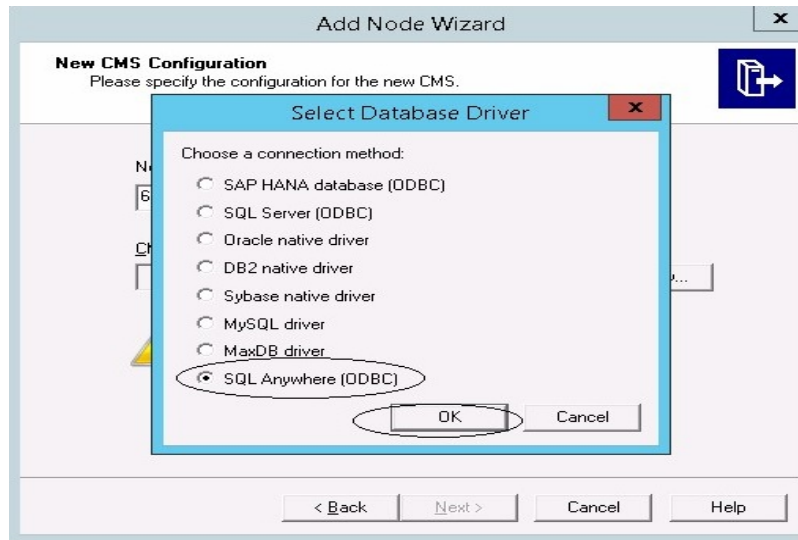 Add Node Wizard
x
New CMS Configuration
Please specify the configuration for the new CMS.
Select Database Driver
x
Choose a connection method:
SAP HANA database (ODBC)
6
SQL Server (ODBC)
Oracle native driver
DB2 native driver
Sybase native driver
MySQL driver
MaxDB driver
SQL Anywhere (ODBC)
OK Cancel
< Back Next > Cancel Help